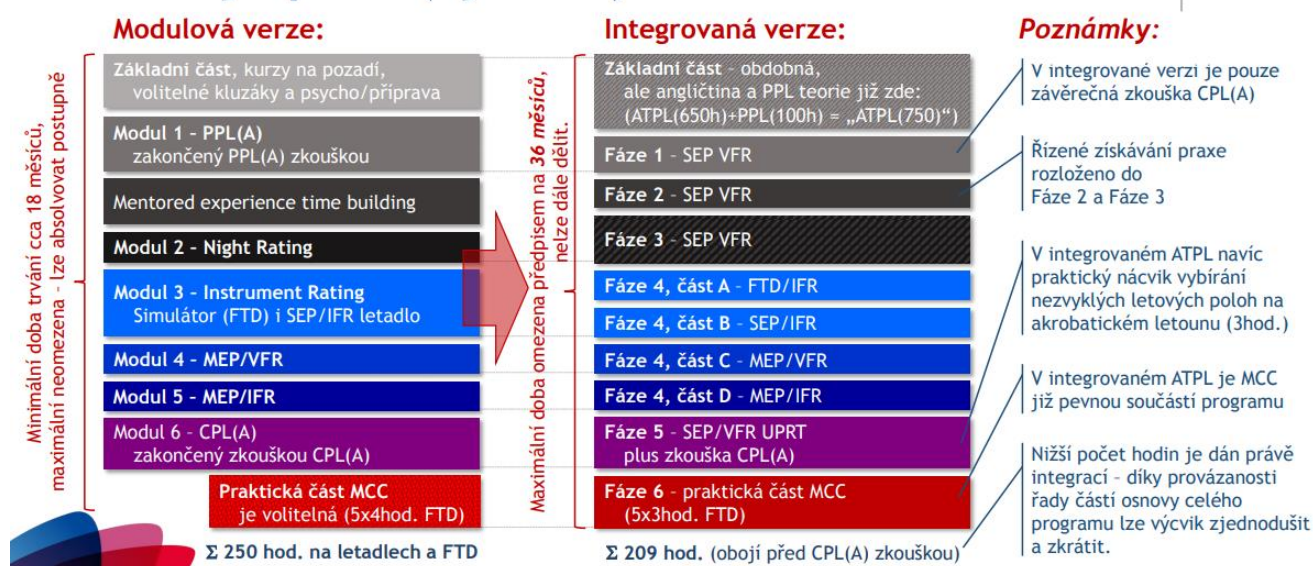 Modulová verze:
Integrovaná verze:
Poznámky:
Minimální doba trvání cca 18 měsíců,
maximální neomezena – lze absolvovat postupně
Základní část, kurzy na pozadí,
volitelné kluzáky a psycho/příprava
Modul 1 – PPL(A)
zakončený PPL(A) zkouškou
Mentored experience time building
Modul 2 – Night Rating
Modul 3 – Instrument Rating
Simulátor (FTD) i SEP/IFR letadlo
Modul 4 – MEP/VFR
Modul 5 – MEP/IFR
Modul 6 – CPL(A)
zakončený zkouškou CPL(A)
Praktická část MCC
je volitelná (5x4hod. FTD)
Σ 250 hod. na letadlech a FTD
Maximální doba omezena předpisem na 36 měsíců,
nelze dále dělit.
Základní část – obdobná,
ale angličtina a PPL teorie již zde:
(ATPL(650h)+PPL(100h) = „ATPL(750)“)
Fáze 1 – SEP VFR
Fáze 2 – SEP VFR
Fáze 3 – SEP VFR
Fáze 4, část A – FTD/IFR
Fáze 4, část B – SEP/IFR
Fáze 4, část C – MEP/VFR
Fáze 4, část D – MEP/IFR
Fáze 5 – SEP/VFR UPRT
plus zkouška CPL(A)
Fáze 6 – praktická část MCC
(5x3hod. FTD)
Σ 209 hod. (obojí před CPL(A) zkouškou)
V integrované verzi je pouze
závěrečná zkouška CPL(A)
Řízené získávání praxe
rozloženo do
Fáze 2 a Fáze 3
V integrovaném ATPL navíc
praktický nácvik vybírání
nezvyklých letových poloh na
akrobatickém letounu (3hod.)
V integrovaném ATPL je MCC
již pevnou součástí programu
Nižší počet hodin je dán právě
integrací – díky provázanosti
řady částí osnovy celého
programu lze výcvik zjednodušit
a zkrátit.